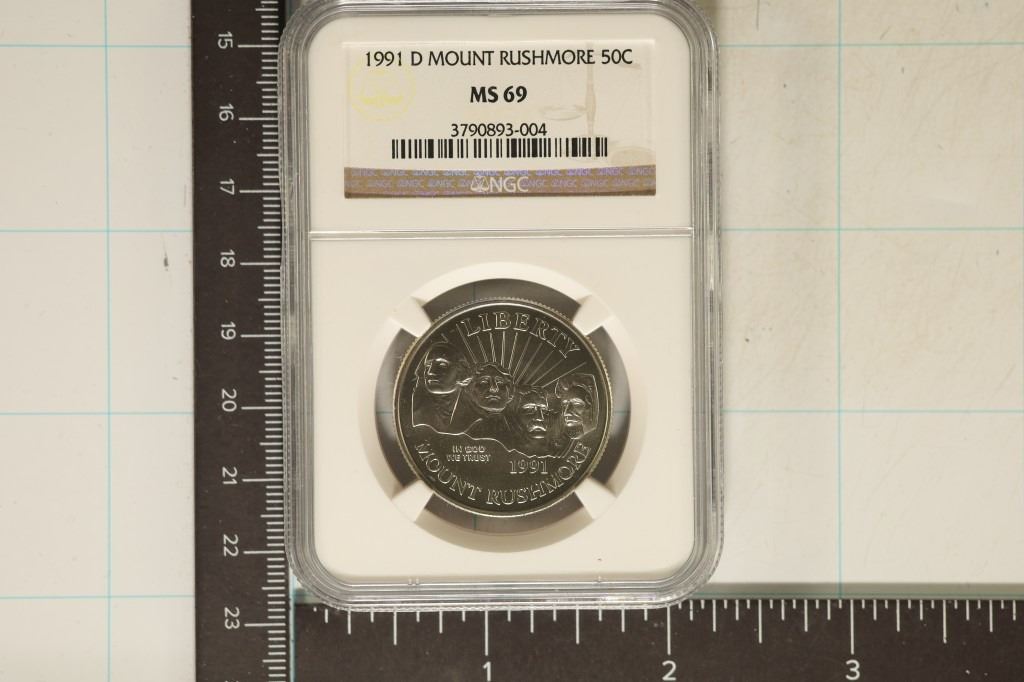 1991 D MOUNT RUSHMORE 50C
MS 69
3790893-004
NGC
LIBERTY
IN GOD
WE TRUST
1991
MOUNT RUSHMORE
15
16
17
18
19
20
21
22
23
1 2 3